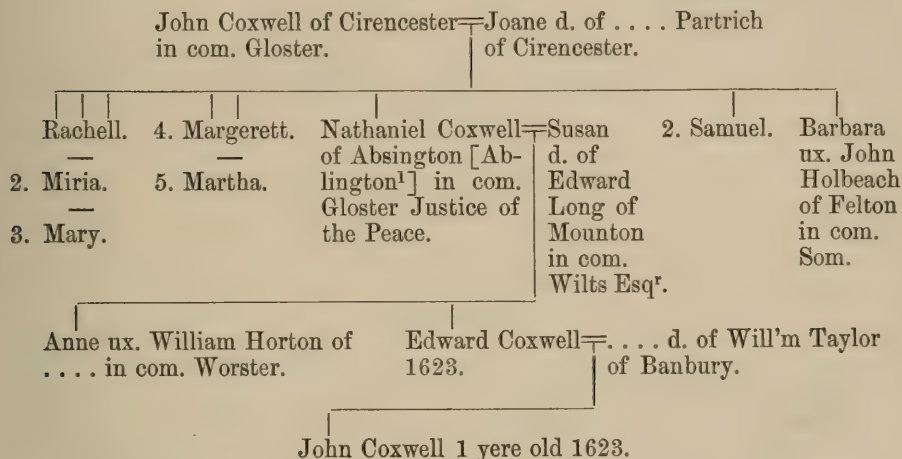 John Coxwell of Cirencester=Joane d. of .... Partrich
in com. Gloster. of Cirencester.
Rachell. 4. Margerett. Nathaniel Coxwell=Susan 2. Samuel. Barbara
— — of Absington [Ab- d. of ux. John
2. Miria. 5. Martha. lington¹] in com. Edward Holbeach
— Gloster Justice of Long of of Felton
3. Mary. the Peace. Mounton in com.
in com. Som.
Wilts Esqʳ.
Anne ux. William Horton of Edward Coxwell=.... d. of Will'm Taylor
.... in com. Worster. 1623. of Banbury.
John Coxwell 1 yere old 1623.